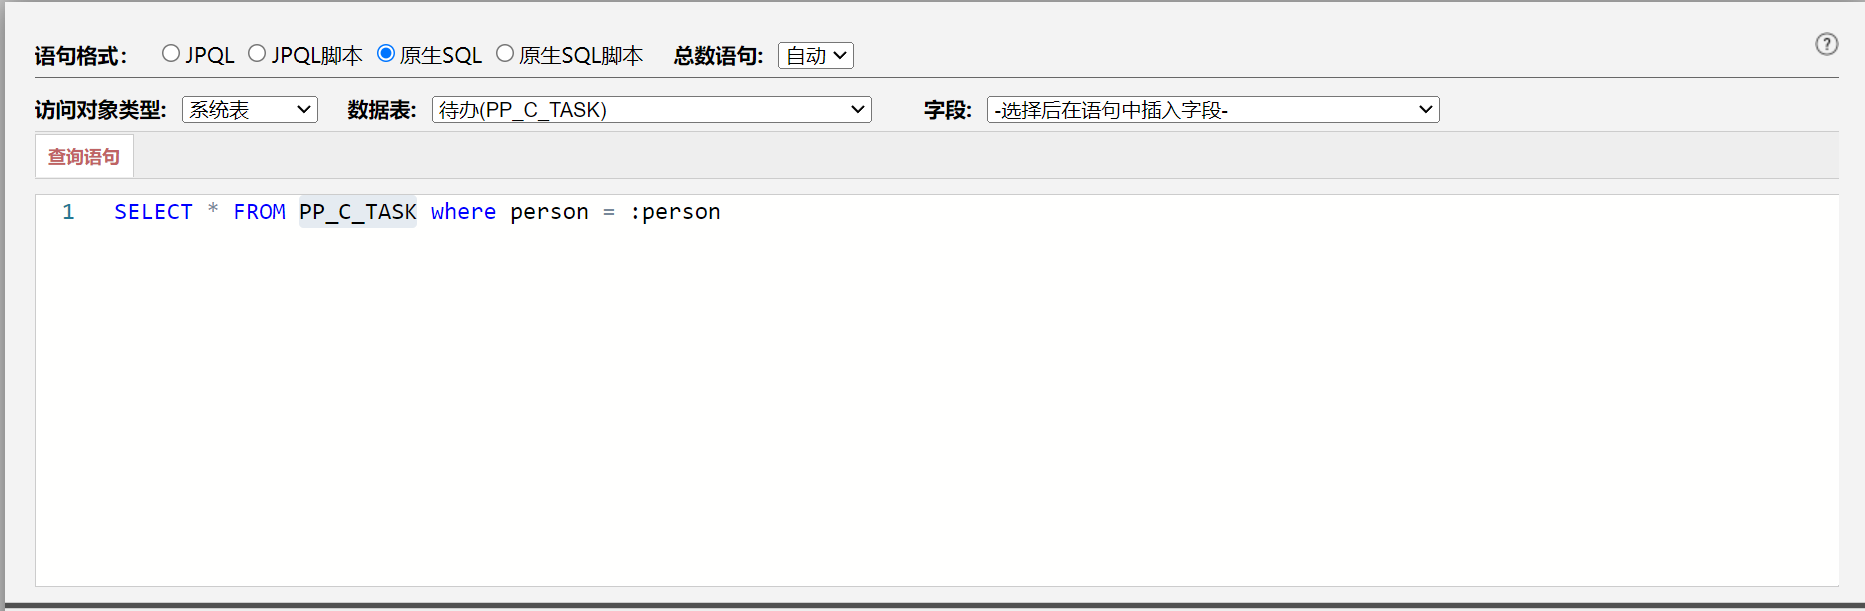 语句格式： JPQL JPQL脚本 原生SQL 原生SQL脚本 总数语句: 自动 ?
访问对象类型: 系统表 数据表: 待办(PP_C_TASK) 字段: -选择后在语句中插入字段-
查询语句
1 SELECT * FROM PP_C_TASK where person = :person